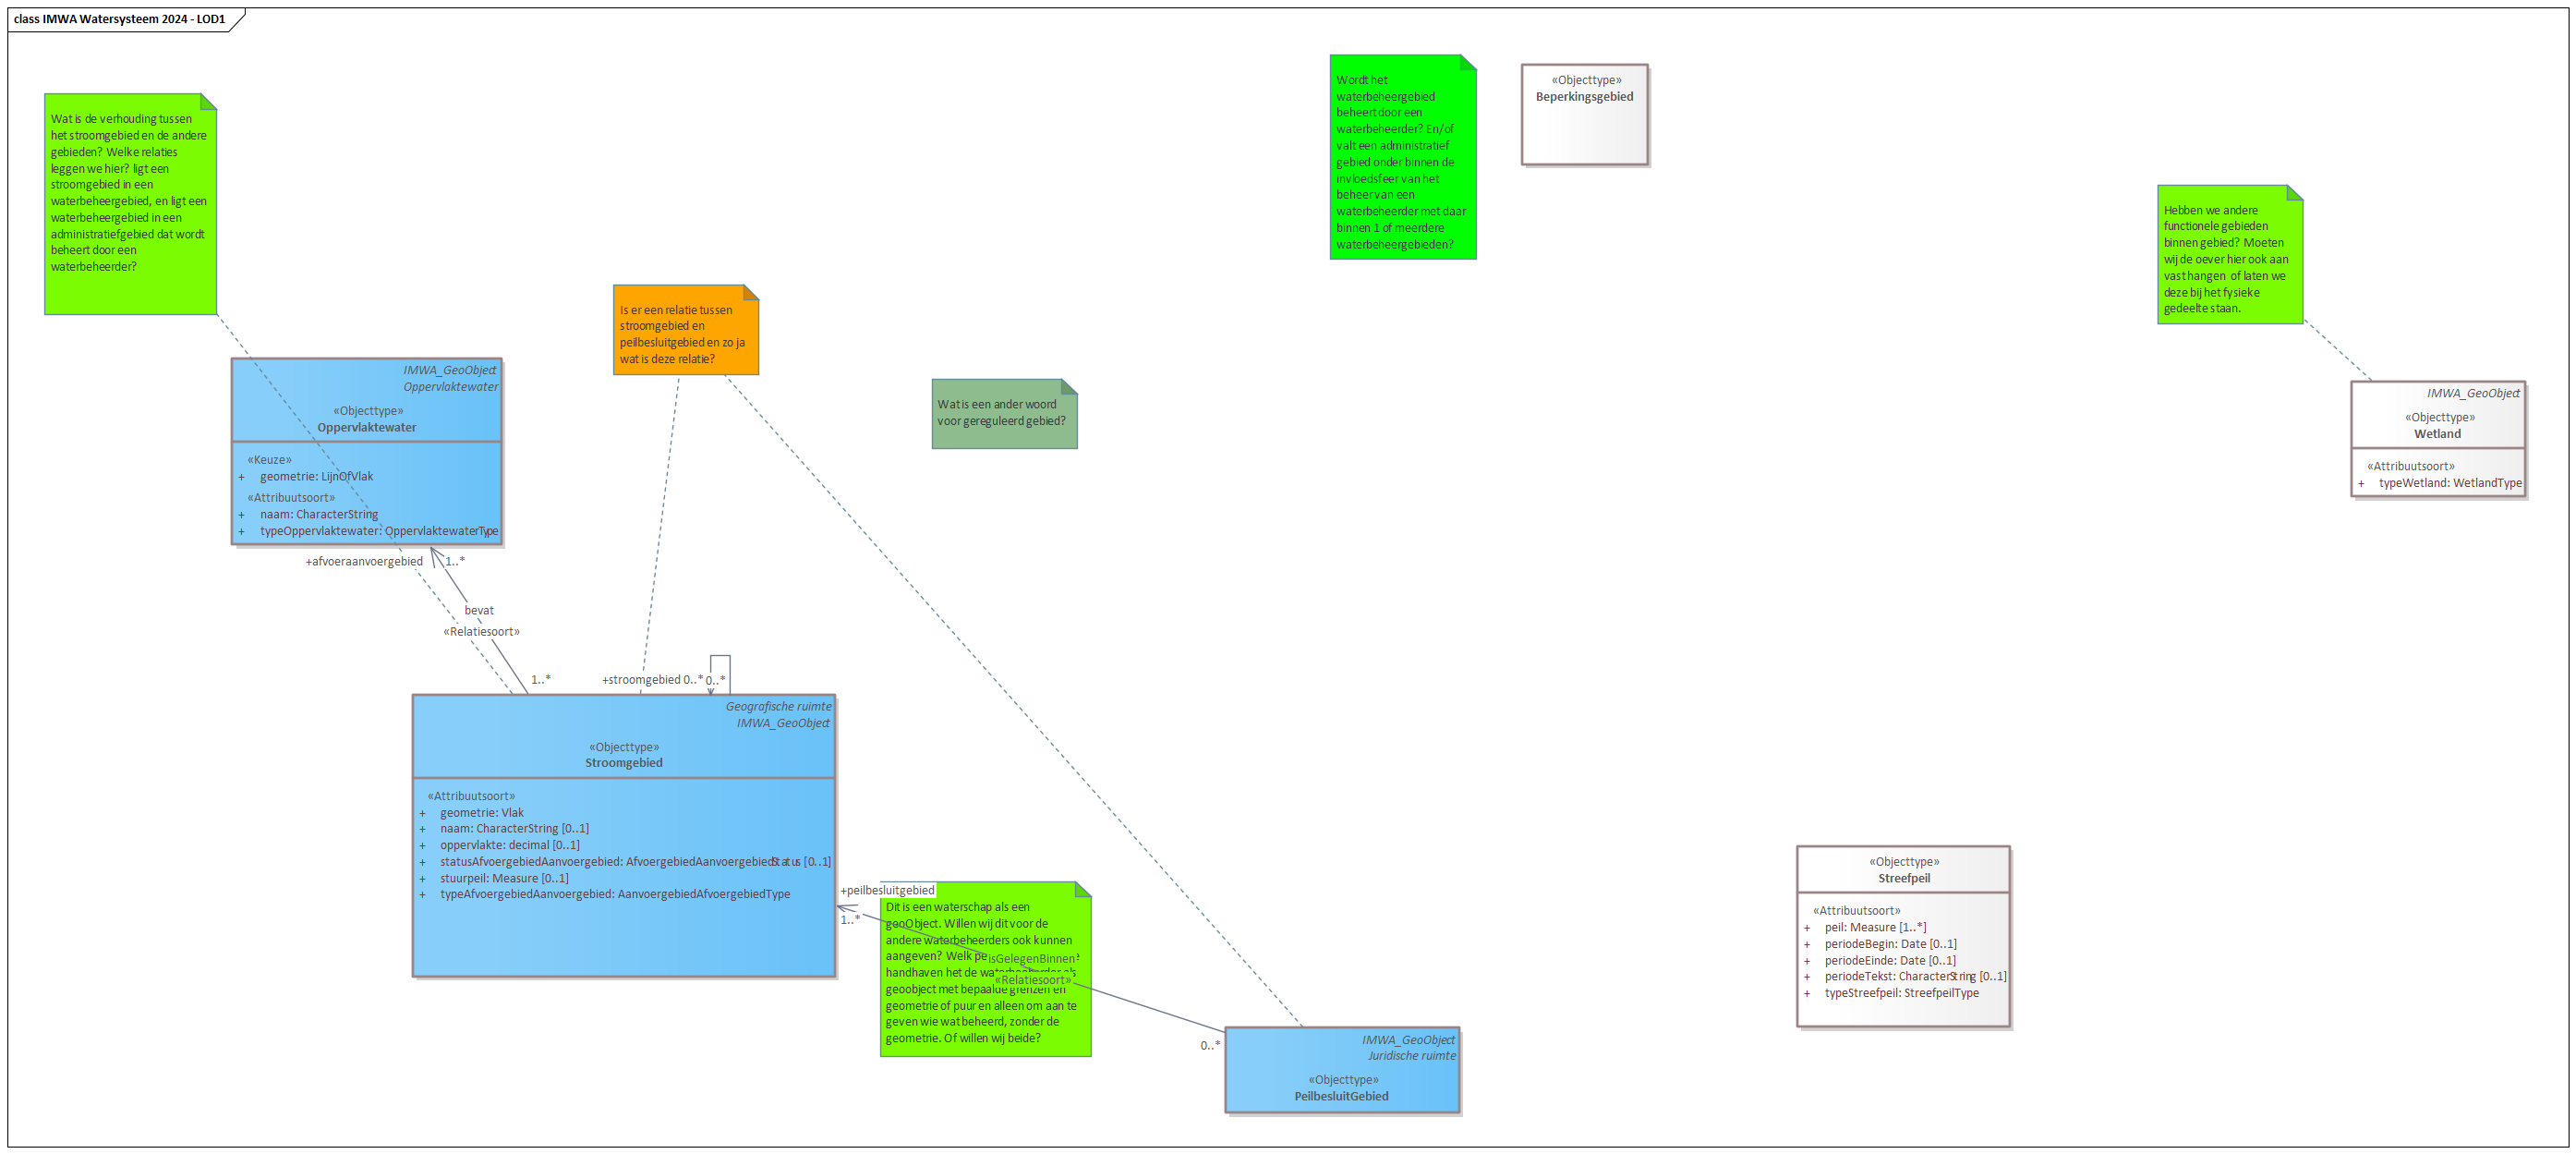 class IMWA Watersysteem 2024 - LOD1
Wat is de verhouding tussen
het stroomgebied en de andere
gebieden? Welke relaties
leggen we hier? ligt een
stroomgebied in een
waterbeheergebied, en ligt een
waterbeheergebied in een
administratiefgebied dat wordt
beheert door een
waterbeheerder?
Wordt het
waterbeheergebied
beheert door een
waterbeheerder? En/of
valt een administratief
gebied onder binnen de
invloedsfeer van het
beheer van een
waterbeheerder met daar
binnen 1 of meerdere
waterbeheergebieden?
«Objecttype»
Beperkingsgebied
Hebben we andere
functionele gebieden
binnen gebied? Moeten
wij de oever hier ook aan
vast hangen of laten we
deze bij het fysieke
gedeelte staan.
Is er een relatie tussen
stroomgebied en
peilbesluitgebied en zo ja
wat is deze relatie?
Wat is een ander woord
voor gereguleerd gebied?
IMWA_GeoObject
Oppervlaktewater
«Objecttype»
Oppervlaktewater
«Keuze»
+ geometrie: LijnOfVlak
«Attribuutsoort»
+ naam: CharacterString
+ typeOppervlaktewater: OppervlaktewaterType
IMWA_GeoObject
«Objecttype»
Wetland
«Attribuutsoort»
+ typeWetland: WetlandType
+afvoeraanvoergebied
1..*
bevat
«Relatiesoort»
1..*
+stroomgebied 0..*
0..*
Geografische ruimte
IMWA_GeoObject
«Objecttype»
Stroomgebied
«Attribuutsoort»
+ geometrie: Vlak
+ naam: CharacterString [0..1]
+ oppervlakte: decimal [0..1]
+ statusAfvoergebiedAanvoergebied: AfvoergebiedAanvoergebiedStatus [0..1]
+ stuurpeil: Measure [0..1]
+ typeAfvoergebiedAanvoergebied: AanvoergebiedAfvoergebiedType
+peilbesluitgebied
1..*
Dit is een waterschap als een
geoObject. Willen wij dit voor de
andere waterbeheerders ook kunnen
aangeven? Welk
isGelegenBinnen
handhaven het de
«Relatiesoort»
geoobject met bepaalde grenzen en
geometrie of puur en alleen om aan te
geven wie wat beheerd, zonder de
geometrie. Of willen wij beide?
0..*
IMWA_GeoObject
Juridische ruimte
«Objecttype»
PeilbesluitGebied
«Objecttype»
Streefpeil
«Attribuutsoort»
+ peil: Measure [1..*]
+ periodeBegin: Date [0..1]
+ periodeEinde: Date [0..1]
+ periodeTekst: CharacterString [0..1]
+ typeStreefpeil: StreefpeilType